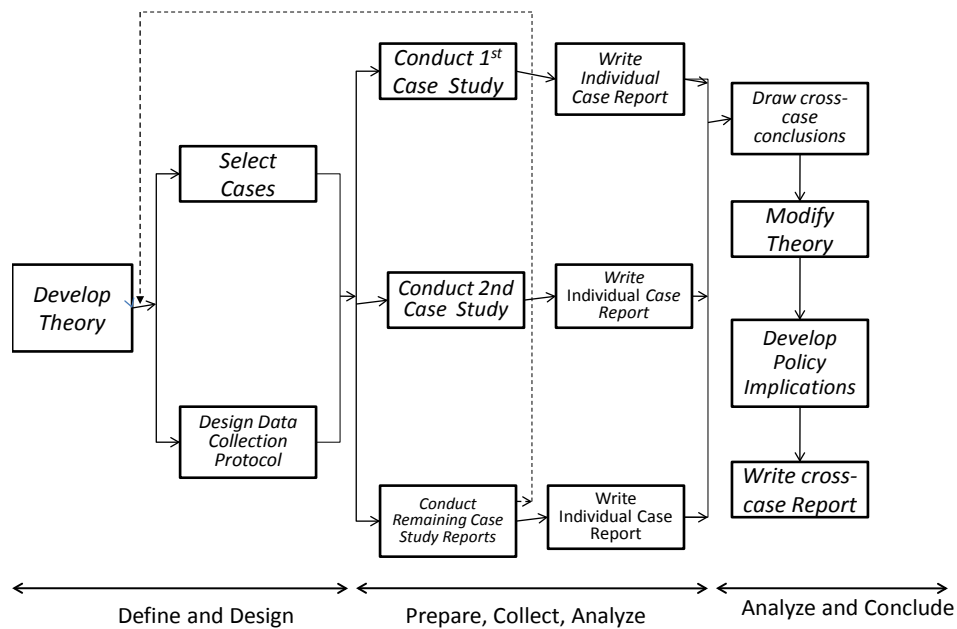 Develop
Theory
Select
Cases
Design Data
Collection
Protocol
Conduct 1st
Case Study
Write
Individual
Case Report
Conduct 2nd
Case Study
Write
Individual Case
Report
Conduct
Remaining Case
Study Reports
Write
Individual Case
Report
Draw cross-
case
conclusions
Modify
Theory
Develop
Policy
Implications
Write cross-
case Report
Define and Design
Prepare, Collect, Analyze
Analyze and Conclude